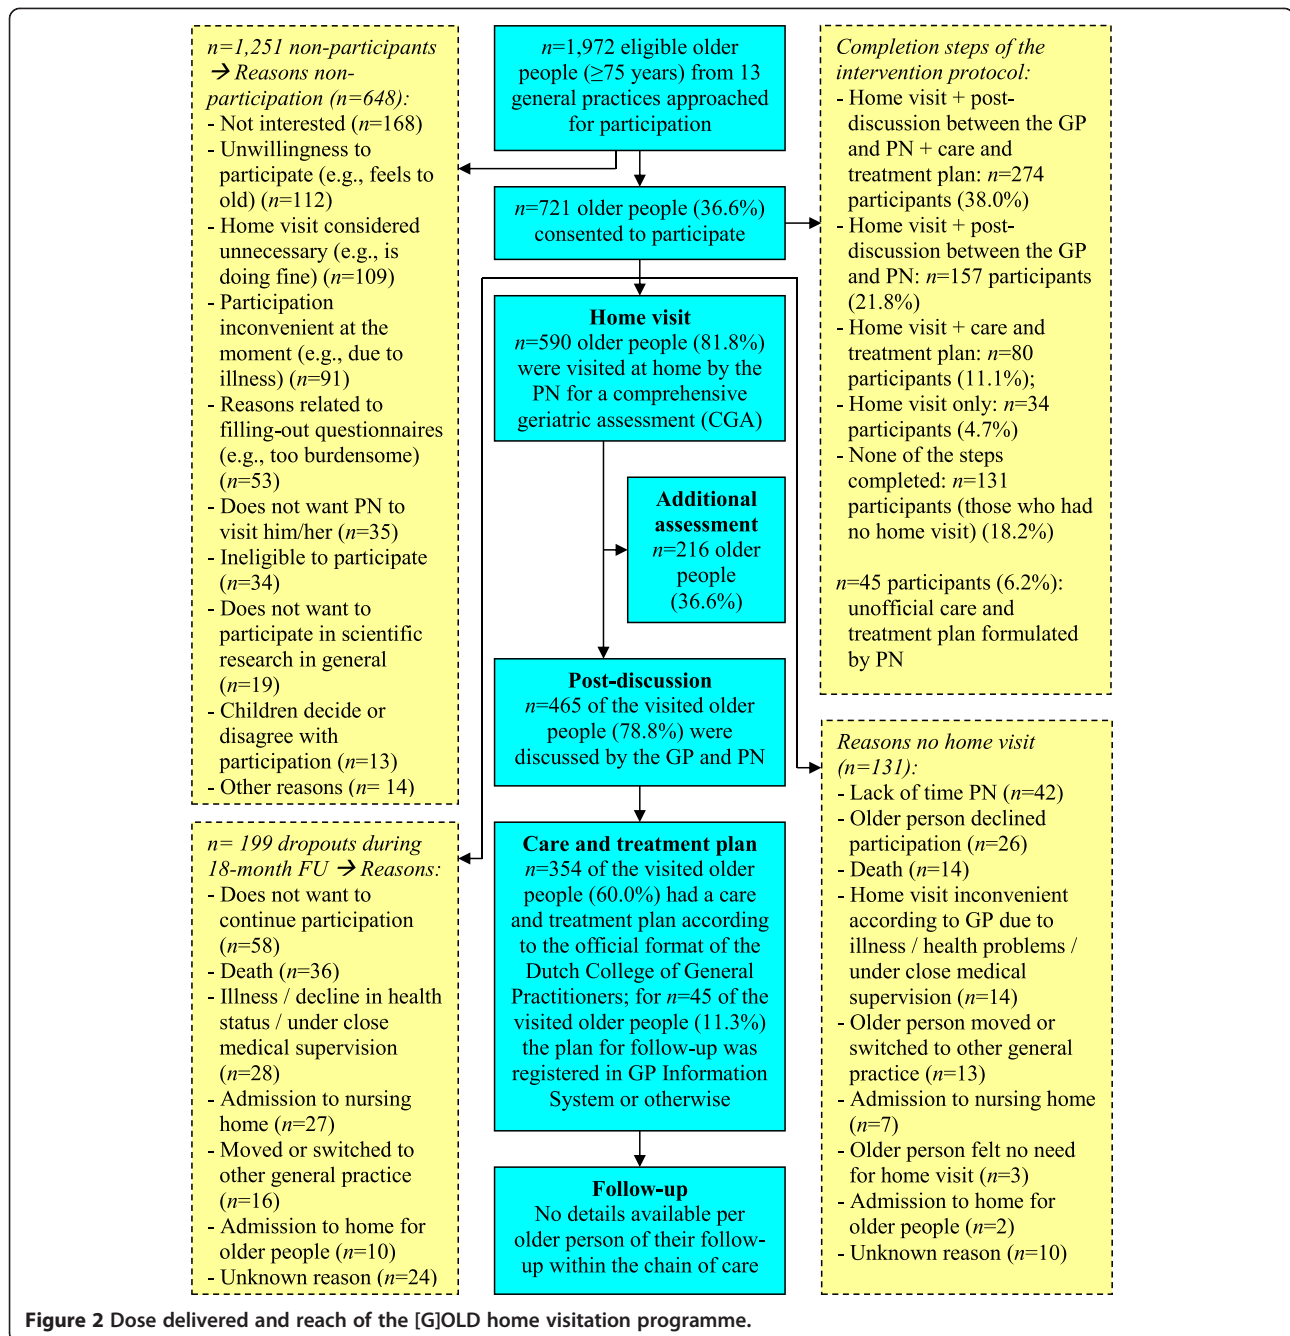 n=1,251 non-participants
→ Reasons non-
participation (n=648):
- Not interested (n=168)
- Unwillingness to
participate (e.g., feels to
old) (n=112)
- Home visit considered
unnecessary (e.g., is
doing fine) (n=109)
- Participation
inconvenient at the
moment (e.g., due to
illness) (n=91)
- Reasons related to
filling-out questionnaires
(e.g., too burdensome)
(n=53)
- Does not want PN to
visit him/her (n=35)
- Ineligible to participate
(n=34)
- Does not want to
participate in scientific
research in general
(n=19)
- Children decide or
disagree with
participation (n=13)
- Other reasons (n= 14)
n= 199 dropouts during
18-month FU → Reasons:
- Does not want to
continue participation
(n=58)
- Death (n=36)
- Illness / decline in health
status / under close
medical supervision
(n=28)
- Admission to nursing
home (n=27)
- Moved or switched to
other general practice
(n=16)
- Admission to home for
older people (n=10)
- Unknown reason (n=24)
n=1,972 eligible older
people (≥75 years) from 13
general practices approached
for participation
n=721 older people (36.6%)
consented to participate
Home visit
n=590 older people (81.8%)
were visited at home by the
PN for a comprehensive
geriatric assessment (CGA)
Additional
assessment
n=216 older
people
(36.6%)
Post-discussion
n=465 of the visited older
people (78.8%) were
discussed by the GP and PN
Care and treatment plan
n=354 of the visited older
people (60.0%) had a care
and treatment plan according
to the official format of the
Dutch College of General
Practitioners; for n=45 of the
visited older people (11.3%)
the plan for follow-up was
registered in GP Information
System or otherwise
Follow-up
No details available per
older person of their follow-
up within the chain of care
Completion steps of the
intervention protocol:
- Home visit + post-
discussion between the GP
and PN + care and
treatment plan: n=274
participants (38.0%)
- Home visit + post-
discussion between the GP
and PN: n=157 participants
(21.8%)
- Home visit + care and
treatment plan: n=80
participants (11.1%);
- Home visit only: n=34
participants (4.7%)
- None of the steps
completed: n=131
participants (those who had
no home visit) (18.2%)
n=45 participants (6.2%):
unofficial care and
treatment plan formulated
by PN
Reasons no home visit
(n=131):
- Lack of time PN (n=42)
- Older person declined
participation (n=26)
- Death (n=14)
- Home visit inconvenient
according to GP due to
illness / health problems /
under close medical
supervision (n=14)
- Older person moved or
switched to other general
practice (n=13)
- Admission to nursing home
(n=7)
- Older person felt no need
for home visit (n=3)
- Admission to home for
older people (n=2)
- Unknown reason (n=10)
Figure 2 Dose delivered and reach of the [G]OLD home visitation programme.